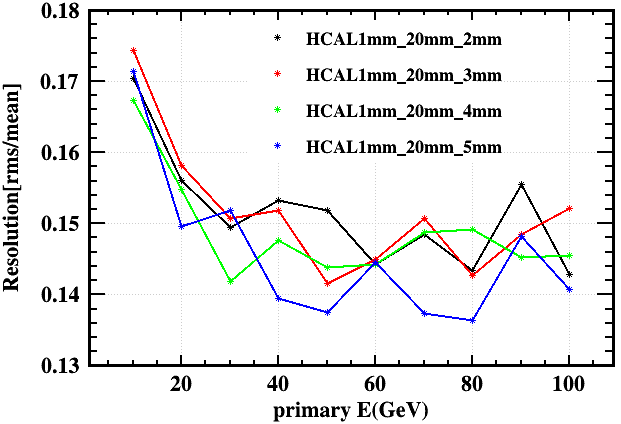 0.18
0.17
0.16
0.15
0.14
0.13
Resolution[rms/mean]
HCAL1mm_20mm_2mm
HCAL1mm_20mm_3mm
HCAL1mm_20mm_4mm
HCAL1mm_20mm_5mm
20 40 60 80 100
primary E(GeV)